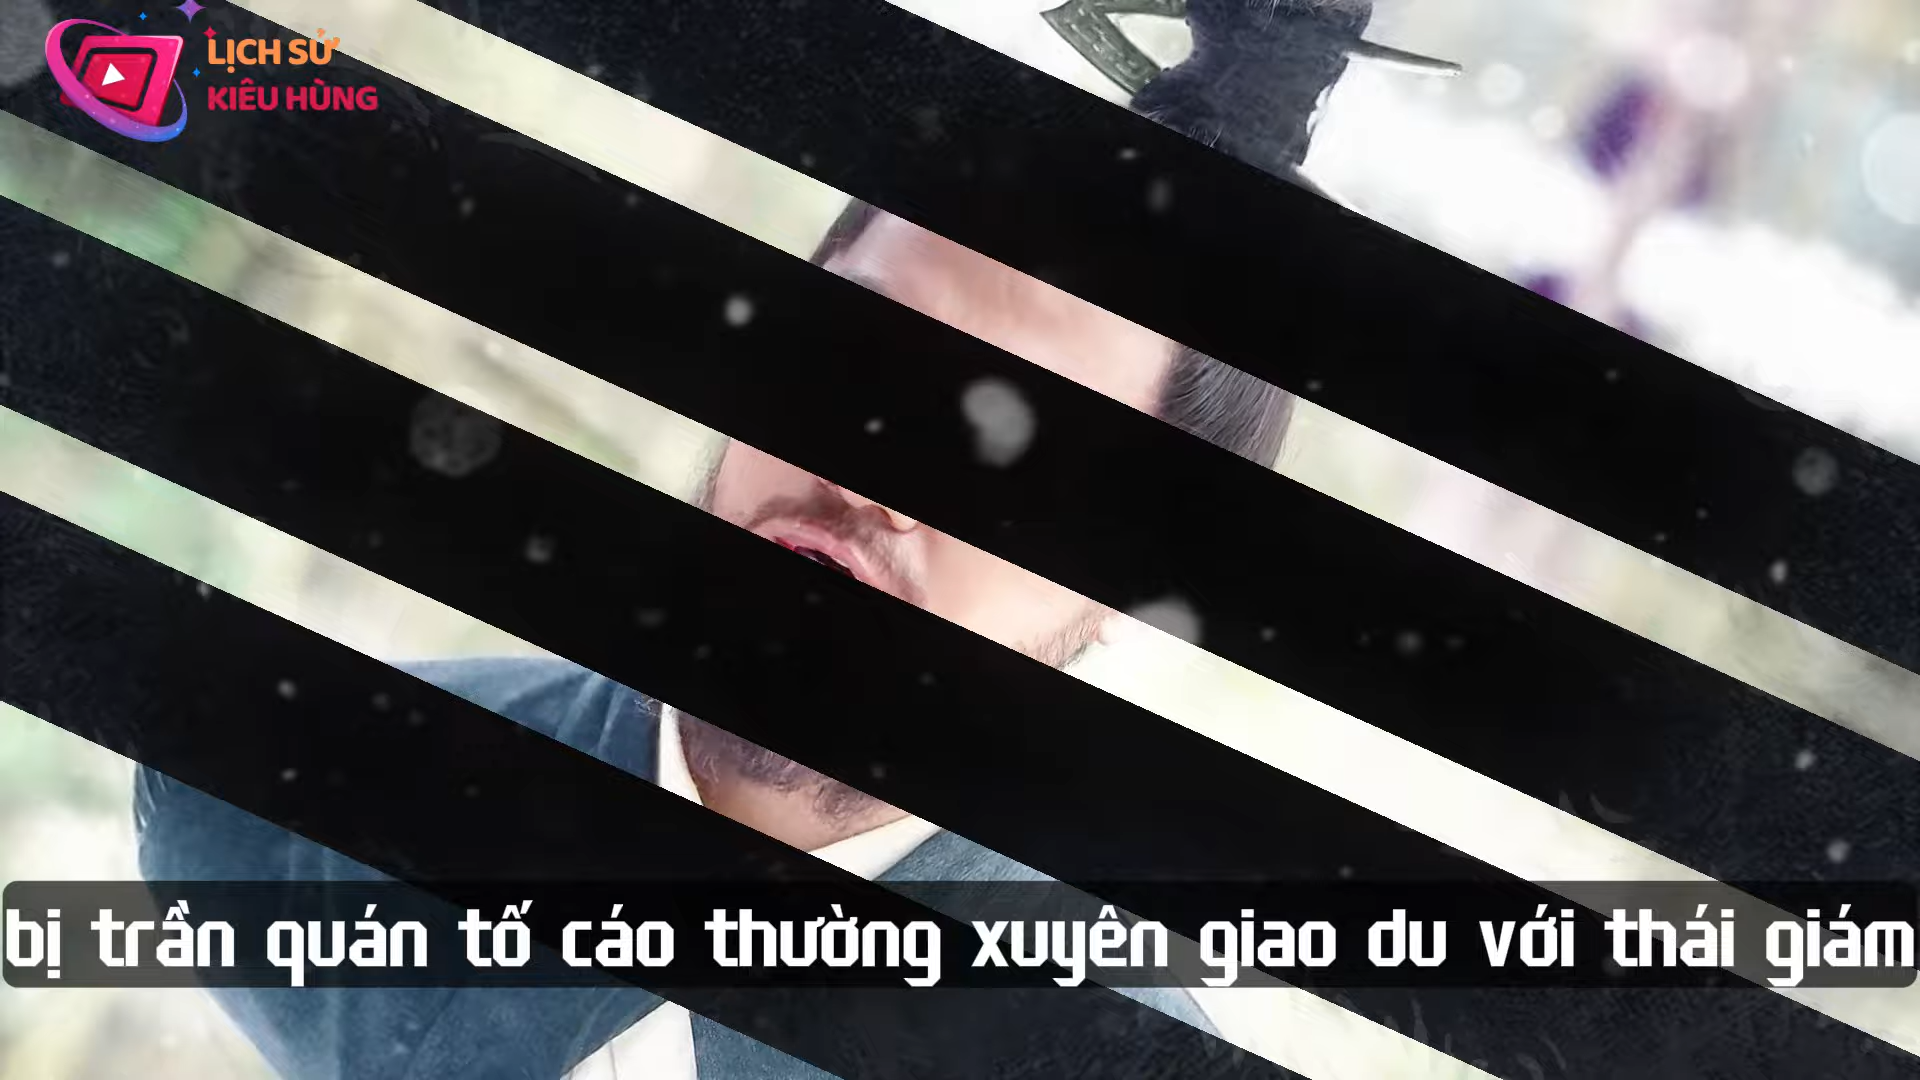 LỊCH SỬ
KIÊU HÙNG
bị trần quán tố cáo thường xuyên giao du với thái giám